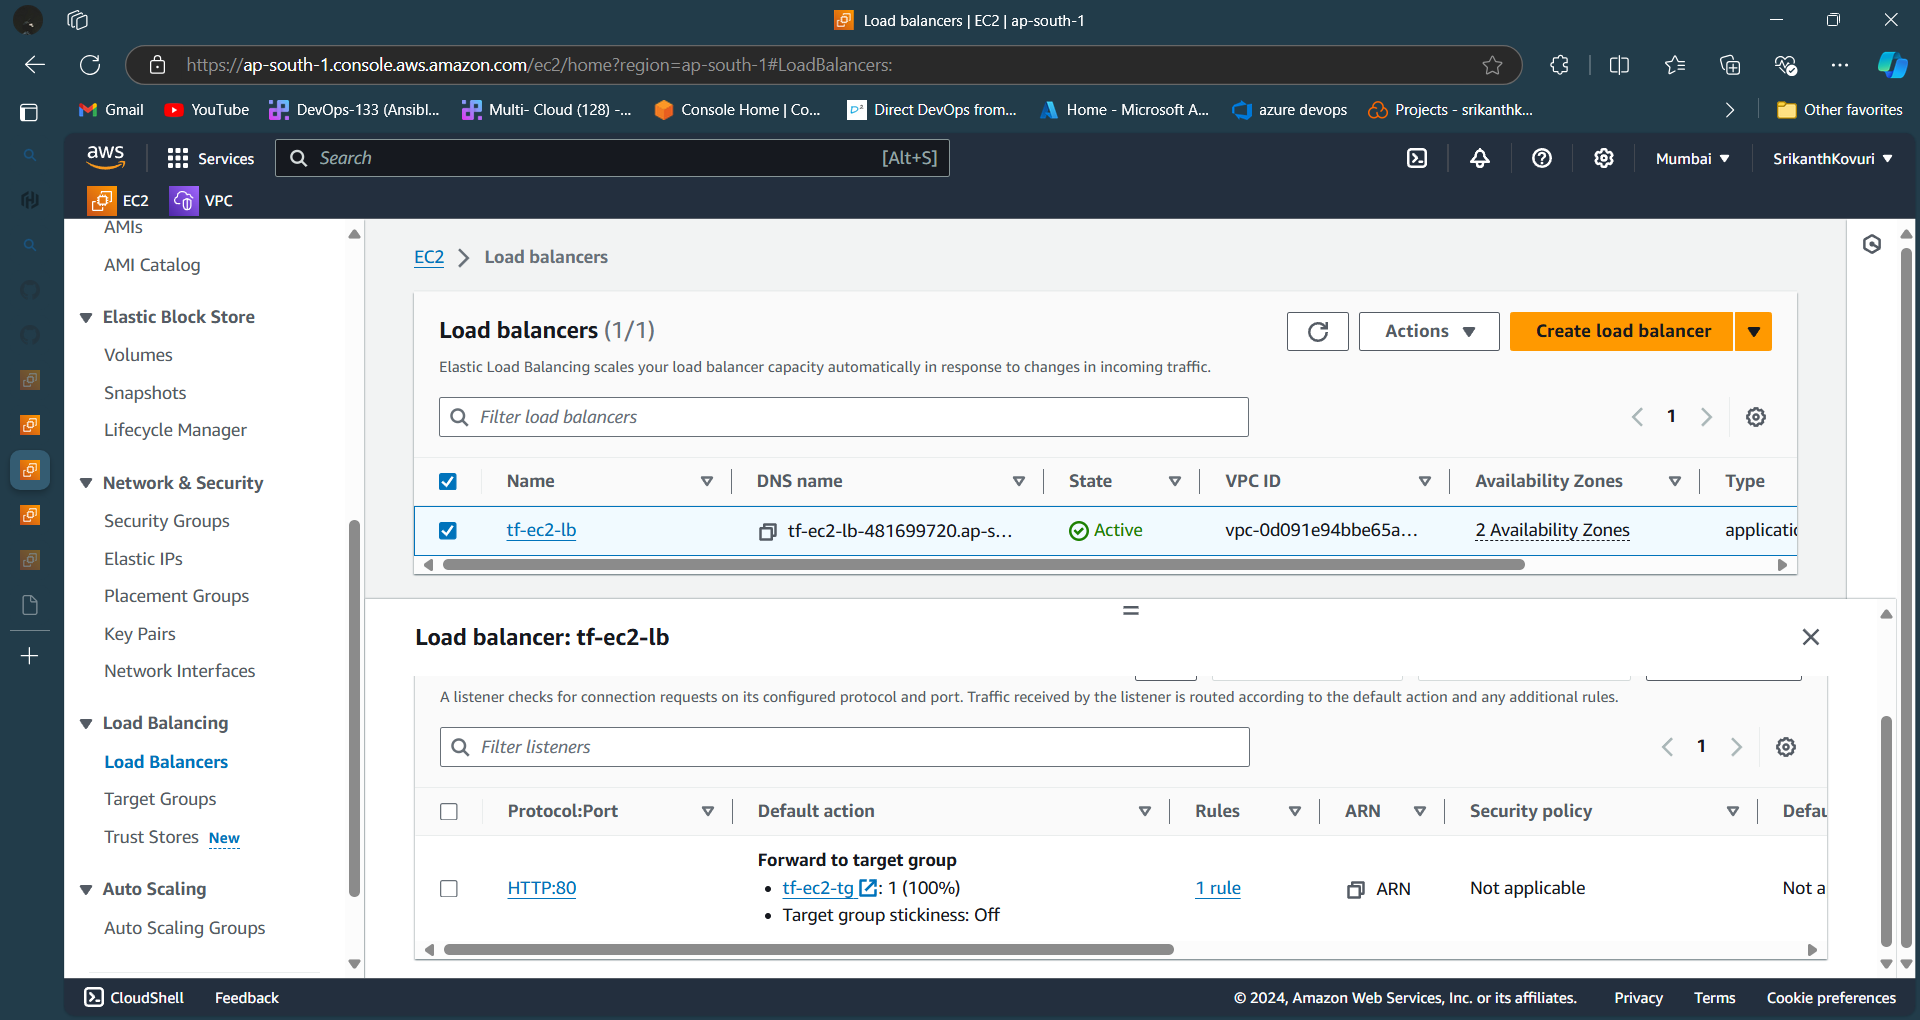 Load balancers | EC2 | ap-south-1
https://ap-south-1.console.aws.amazon.com/ec2/home?region=ap-south-1#LoadBalancers:
Gmail
YouTube
DevOps-133 (Ansibl...
Multi- Cloud (128) -...
Console Home | Co...
Direct DevOps from...
Home - Microsoft A...
azure devops
Projects - srikanthk...
Other favorites
aws
Services
Search
[Alt+S]
Mumbai
SrikanthKovuri
EC2
VPC
AMIs
AMI Catalog
Elastic Block Store
Volumes
Snapshots
Lifecycle Manager
Network & Security
Security Groups
Elastic IPs
Placement Groups
Key Pairs
Network Interfaces
Load Balancing
Load Balancers
Target Groups
Trust Stores New
Auto Scaling
Auto Scaling Groups
EC2 > Load balancers
Load balancers (1/1)
Actions
Create load balancer
Elastic Load Balancing scales your load balancer capacity automatically in response to changes in incoming traffic.
Filter load balancers
1
Name DNS name State VPC ID Availability Zones Type
tf-ec2-lb tf-ec2-lb-481699720.ap-s... Active vpc-0d091e94bbe65a... 2 Availability Zones applicatic
Load balancer: tf-ec2-lb
A listener checks for connection requests on its configured protocol and port. Traffic received by the listener is routed according to the default action and any additional rules.
Filter listeners
1
Protocol:Port Default action Rules ARN Security policy Defau
Forward to target group
HTTP:80 • tf-ec2-tg : 1 (100%) 1 rule ARN Not applicable Not a
• Target group stickiness: Off
CloudShell
Feedback
© 2024, Amazon Web Services, Inc. or its affiliates.
Privacy
Terms
Cookie preferences